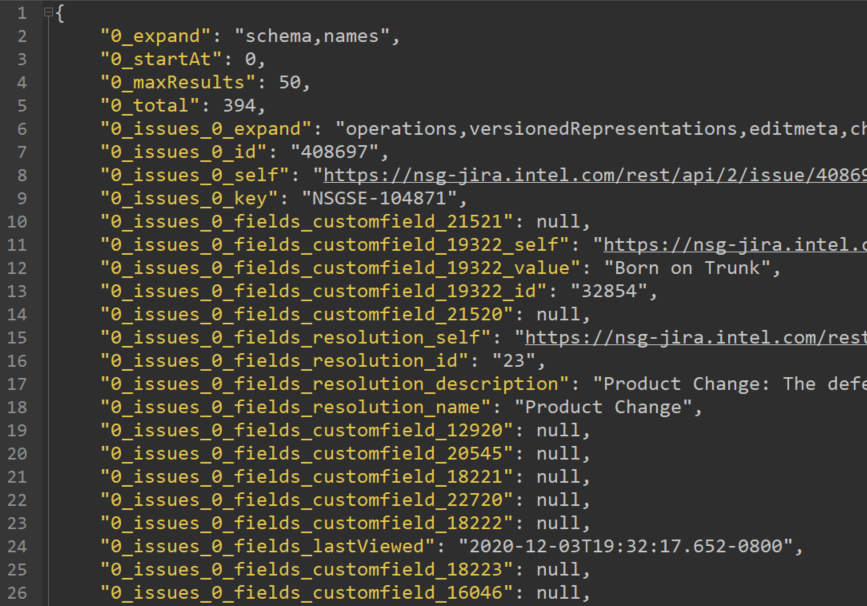 1 {
2 "0_expand": "schema,names",
3 "0_startAt": 0,
4 "0_maxResults": 50,
5 "0_total": 394,
6 "0_issues_0_expand": "operations,versionedRepresentations,editmeta,ch
7 "0_issues_0_id": "408697",
8 "0_issues_0_self": "https://nsg-jira.intel.com/rest/api/2/issue/40869
9 "0_issues_0_key": "NSGSE-104871",
10 "0_issues_0_fields_customfield_21521": null,
11 "0_issues_0_fields_customfield_19322_self": "https://nsg-jira.intel.c
12 "0_issues_0_fields_customfield_19322_value": "Born on Trunk",
13 "0_issues_0_fields_customfield_19322_id": "32854",
14 "0_issues_0_fields_customfield_21520": null,
15 "0_issues_0_fields_resolution_self": "https://nsg-jira.intel.com/rest
16 "0_issues_0_fields_resolution_id": "23",
17 "0_issues_0_fields_resolution_description": "Product Change: The defe
18 "0_issues_0_fields_resolution_name": "Product Change",
19 "0_issues_0_fields_customfield_12920": null,
20 "0_issues_0_fields_customfield_20545": null,
21 "0_issues_0_fields_customfield_18221": null,
22 "0_issues_0_fields_customfield_22720": null,
23 "0_issues_0_fields_customfield_18222": null,
24 "0_issues_0_fields_lastViewed": "2020-12-03T19:32:17.652-0800",
25 "0_issues_0_fields_customfield_18223": null,
26 "0_issues_0_fields_customfield_16046": null,